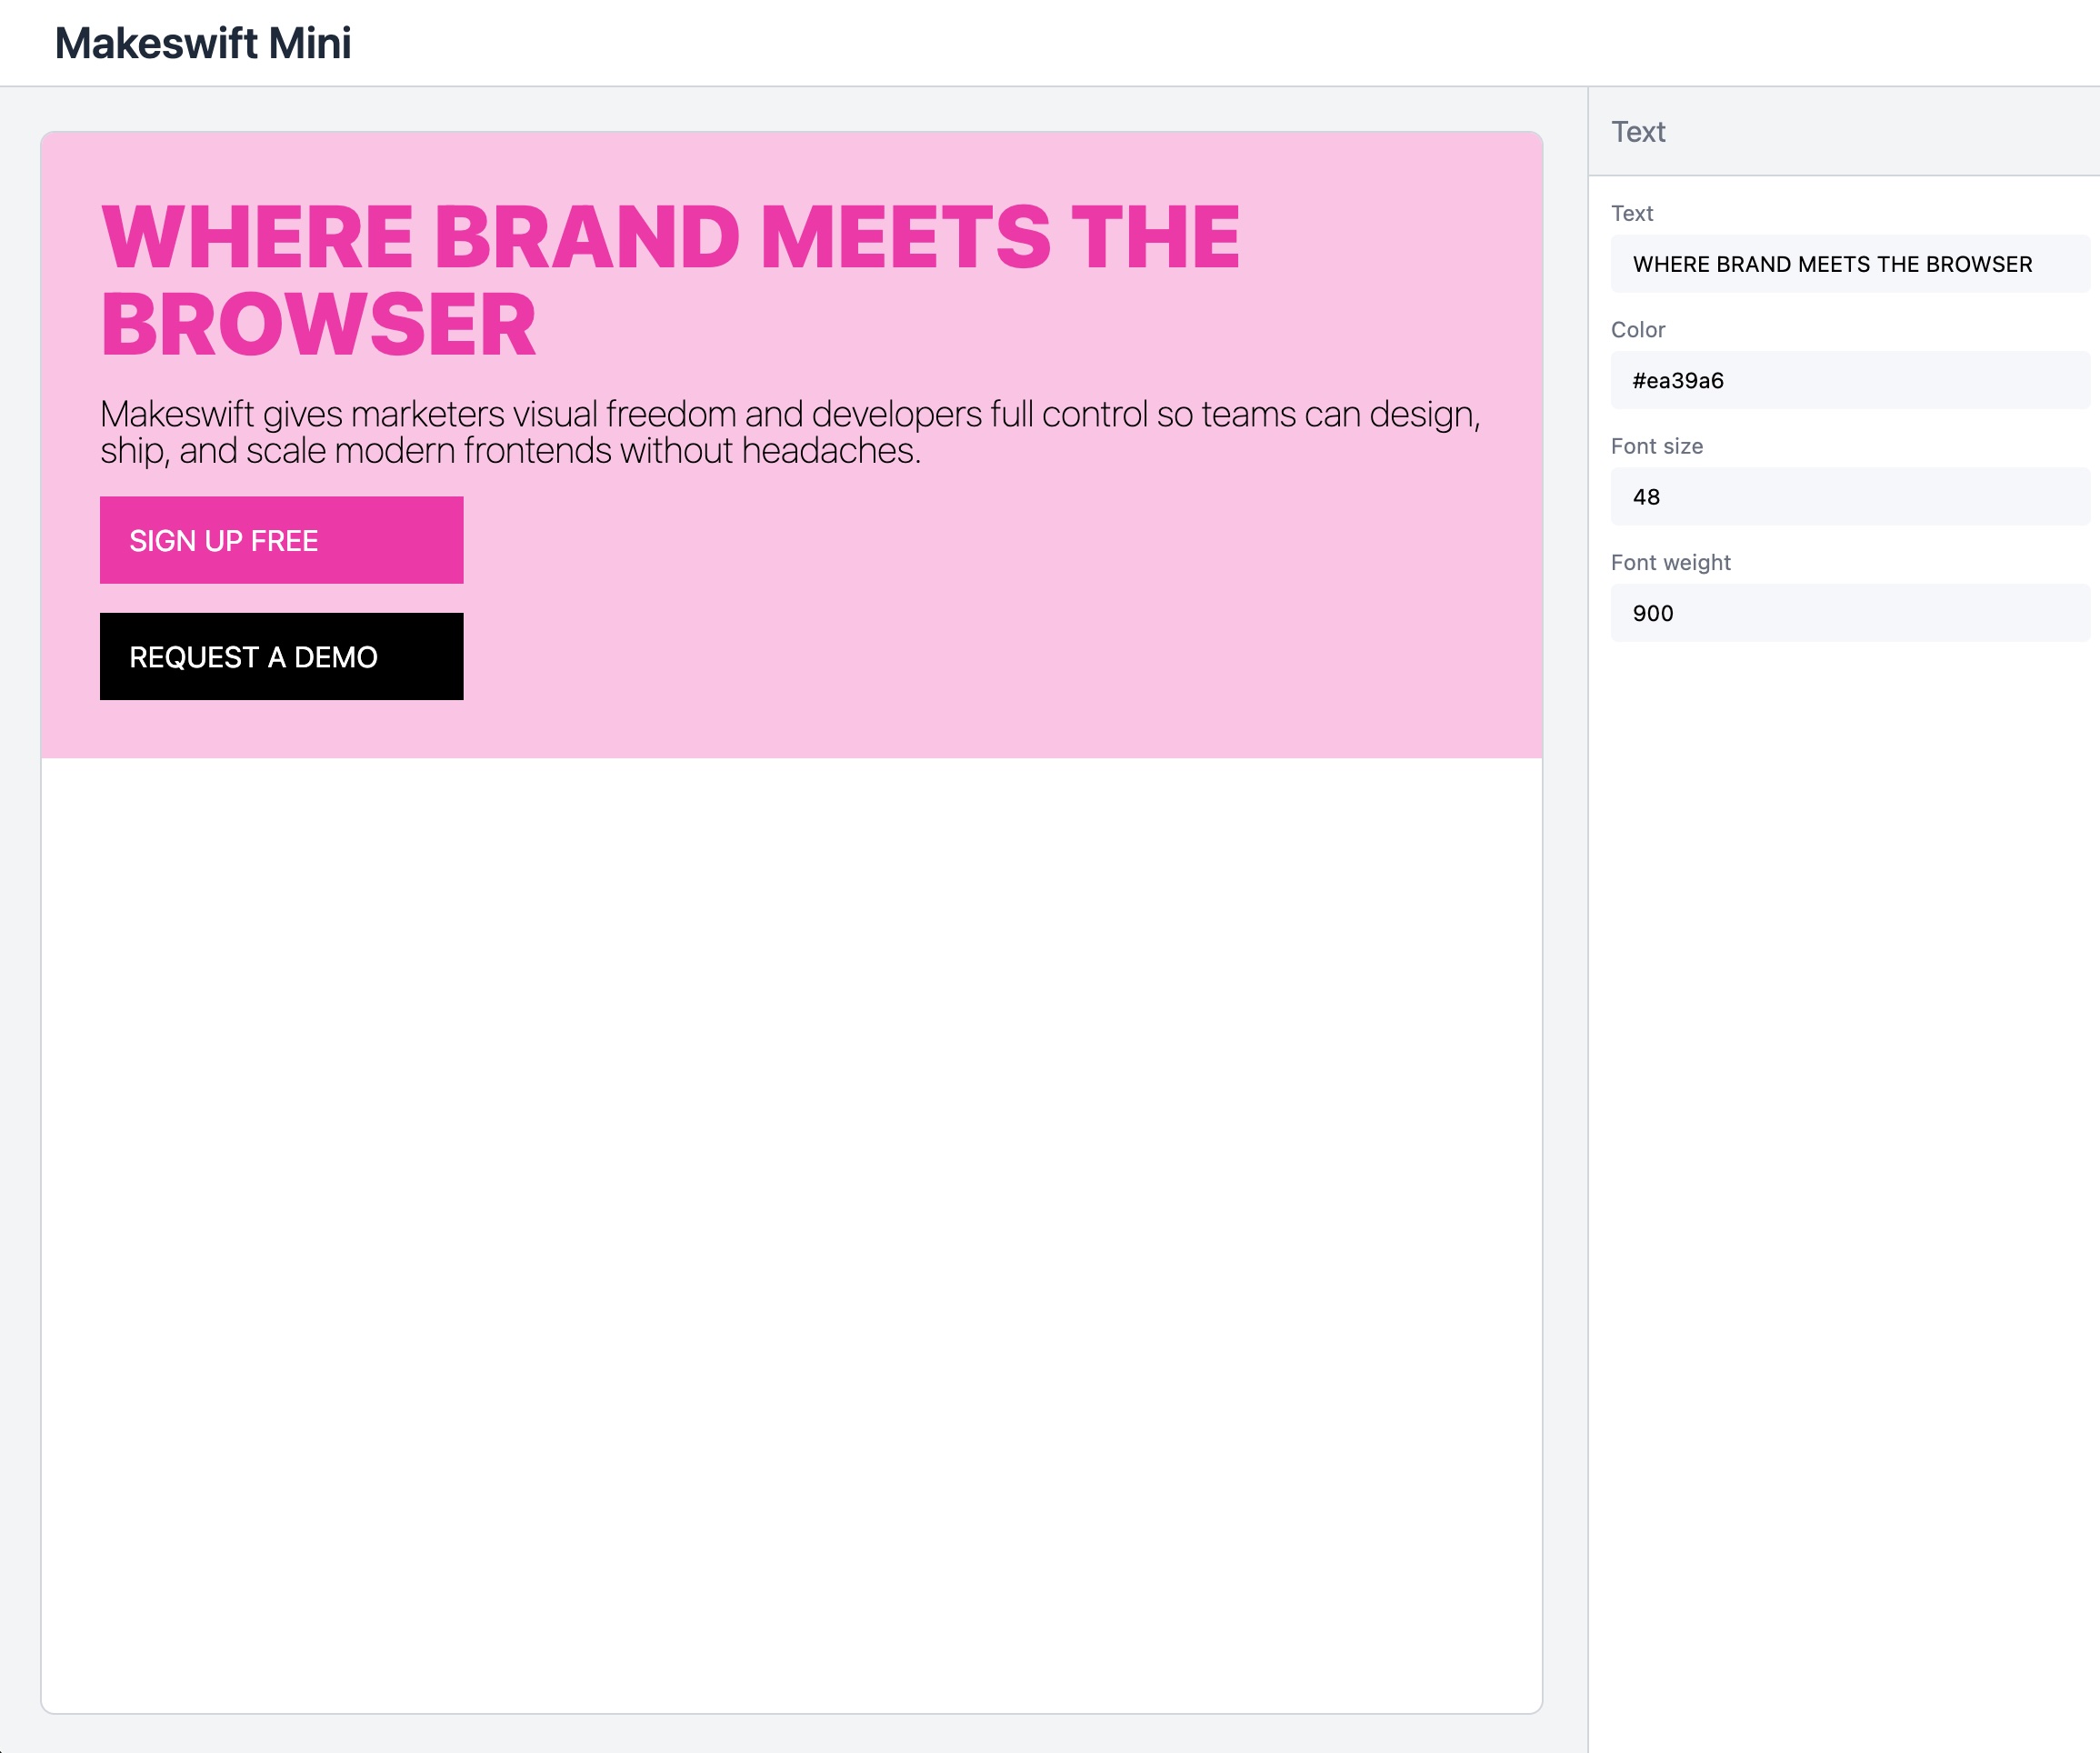 Makeswift Mini
WHERE BRAND MEETS THE
BROWSER
Makeswift gives marketers visual freedom and developers full control so teams can design,
ship, and scale modern frontends without headaches.
SIGN UP FREE
REQUEST A DEMO
Text
Text
WHERE BRAND MEETS THE BROWSER
Color
#ea39a6
Font size
48
Font weight
900